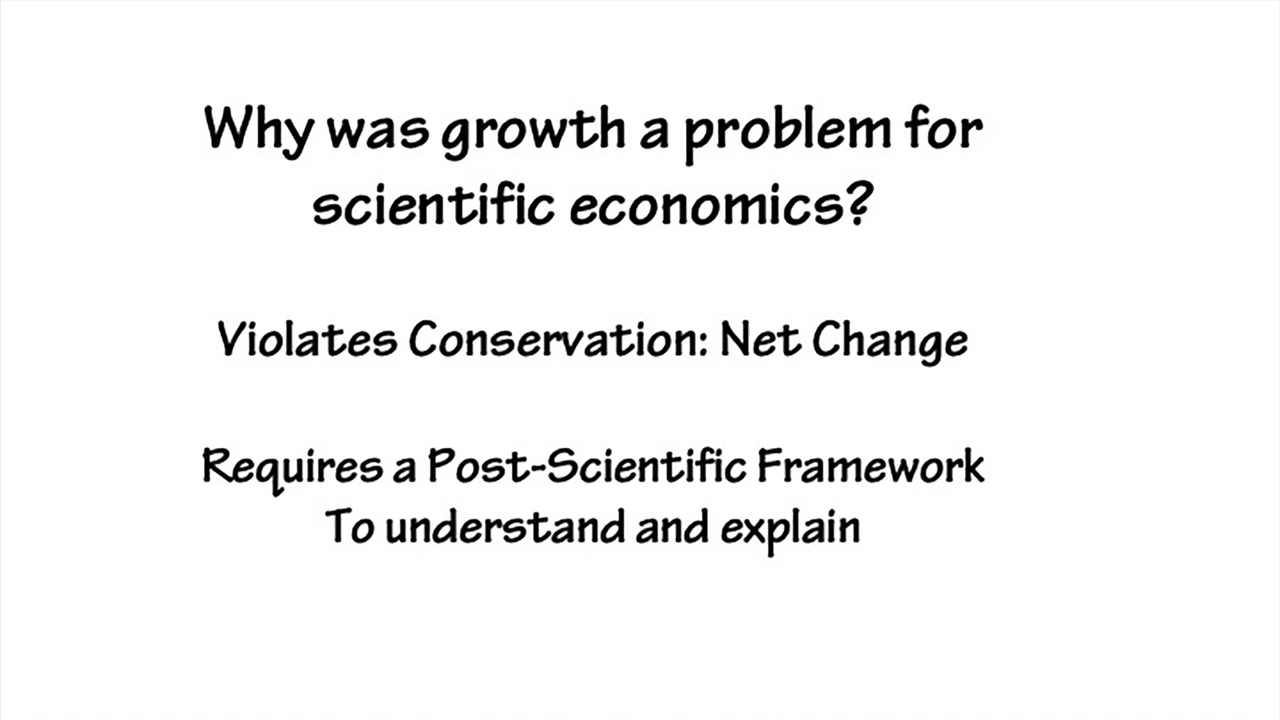 Why was growth a problem for
scientific economics?
Violates Conservation: Net Change
Requires a Post-Scientific Framework
To understand and explain